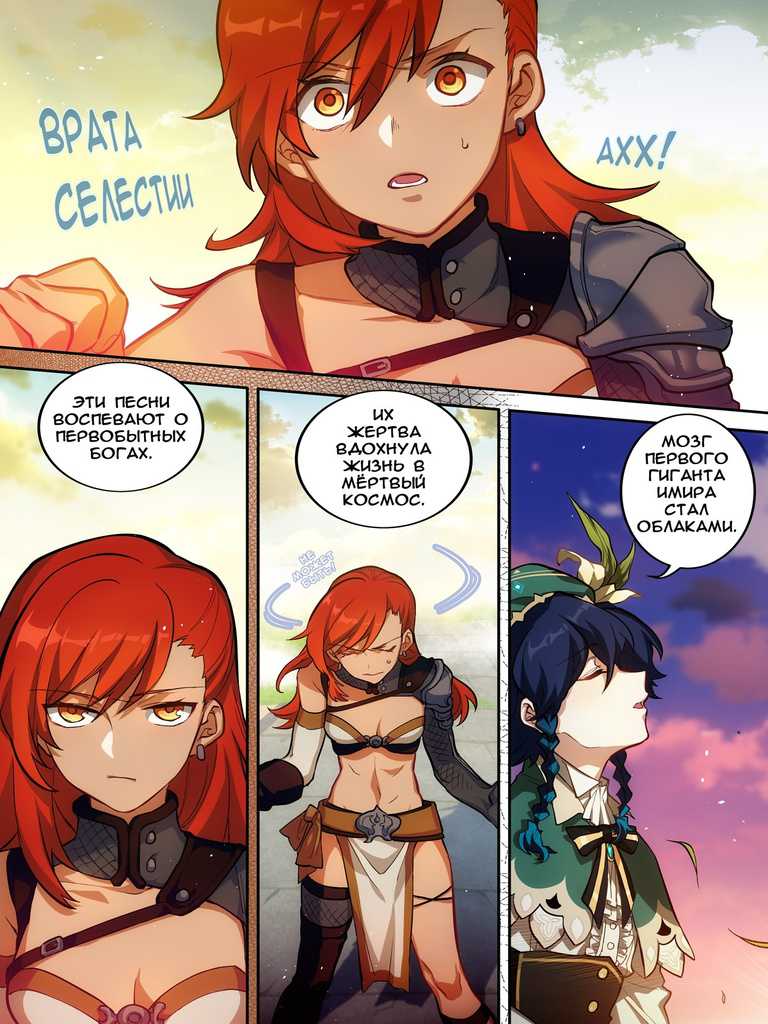 ВРАТА
СЕЛЕСТИИ
АХХ!
ЭТИ ПЕСНИ
ВОСПЕВАЮТ О
ПЕРВОБЫТНЫХ
БОГАХ.
ИХ
ЖЕРТВА
ВДОХНУЛА
ЖИЗНЬ В
МЁРТВЫЙ
КОСМОС.
НЕ
МОЖЕТ
БЫТЬ!
МОЗГ
ПЕРВОГО
ГИГАНТА
ИМИРА
СТАЛ
ОБЛАКАМИ.